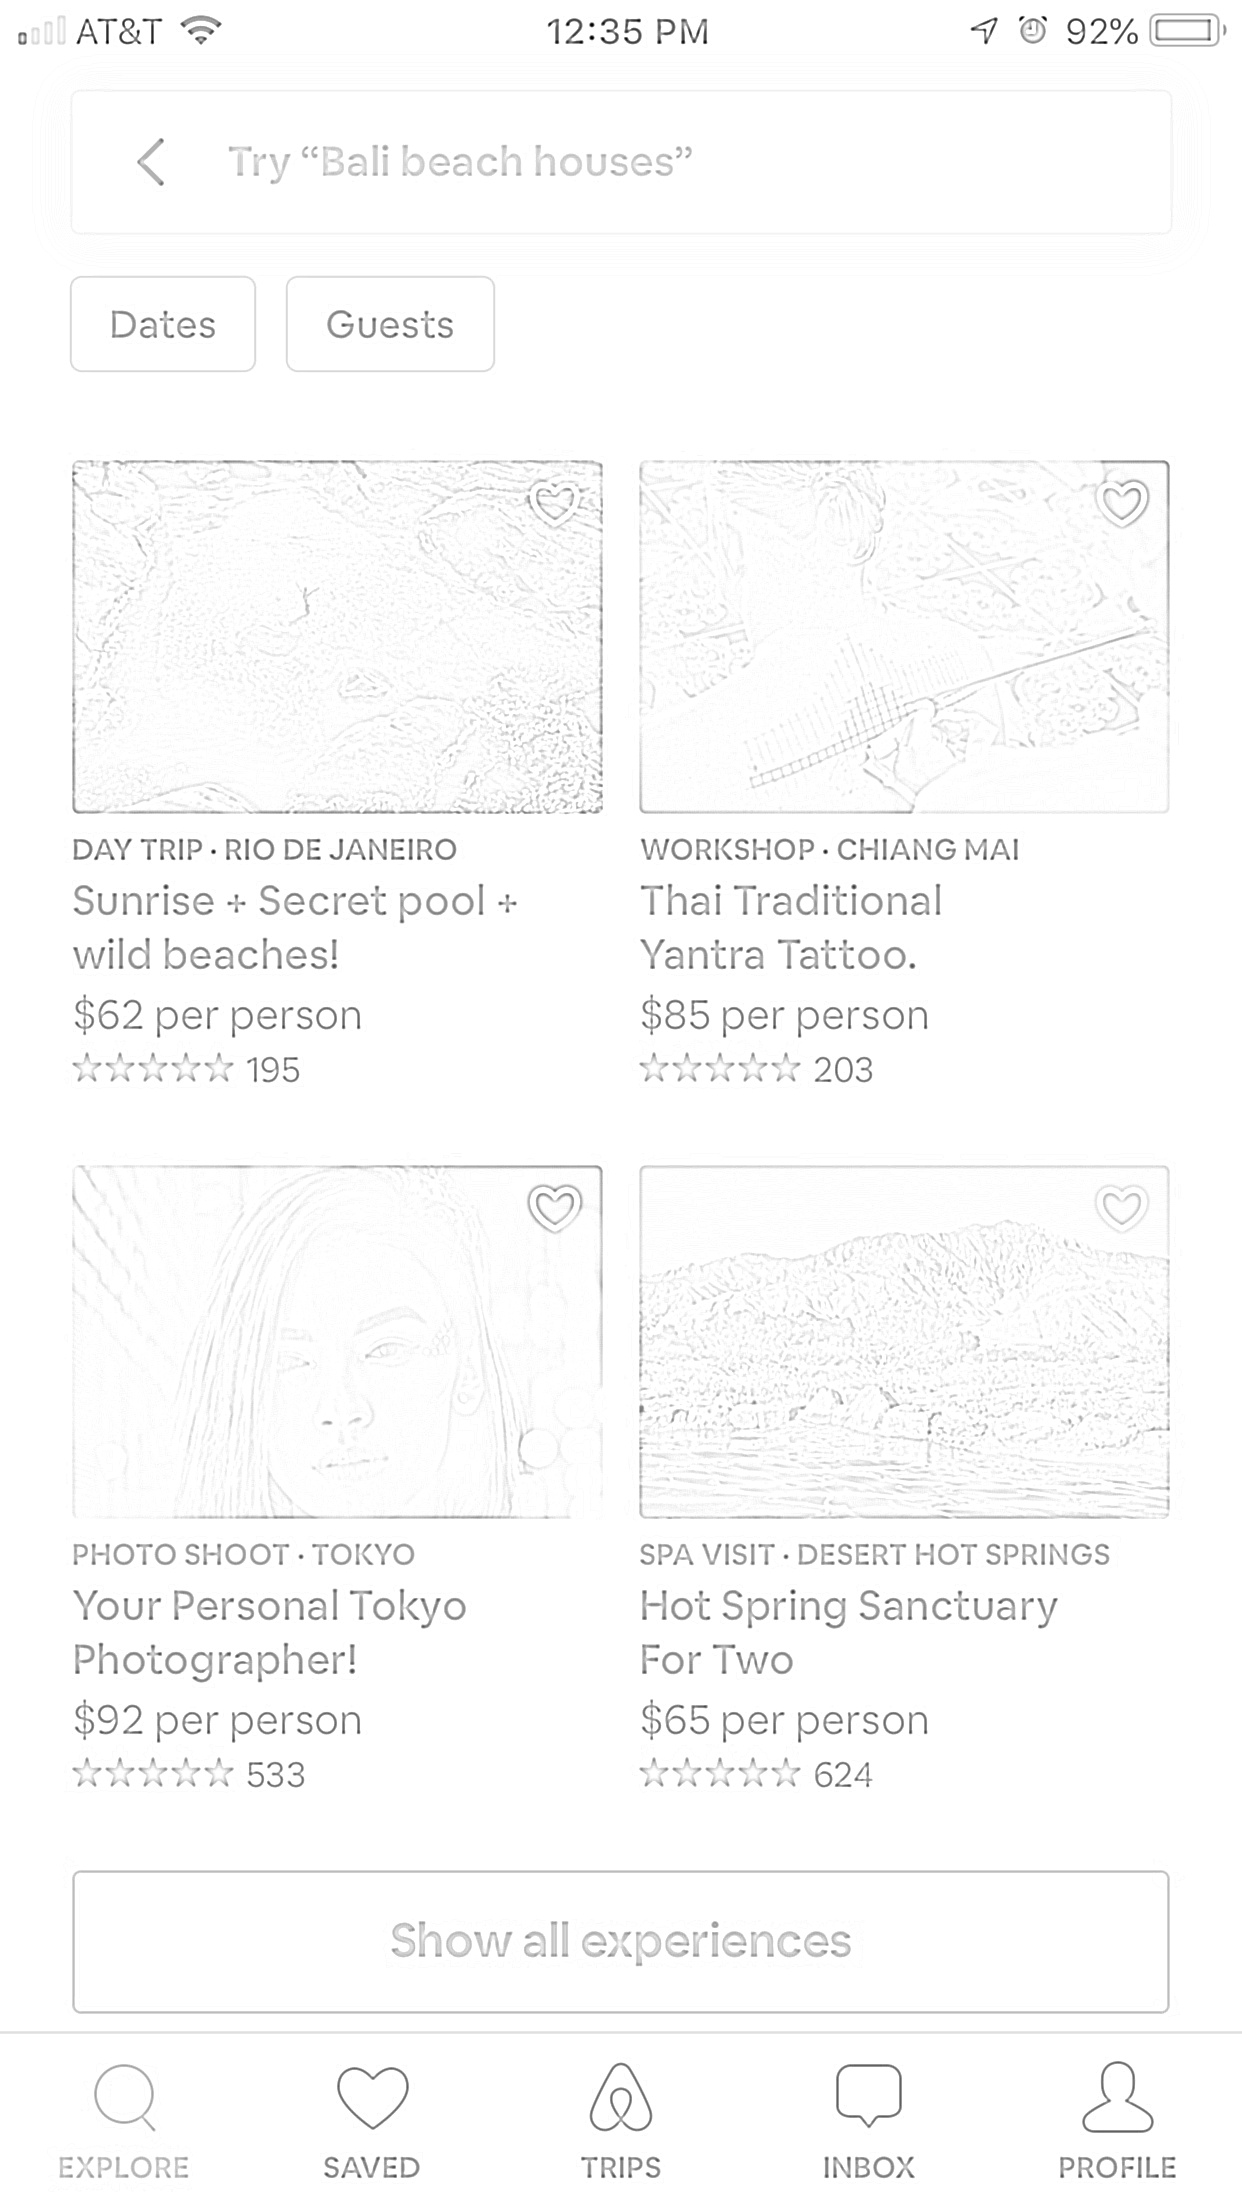 AT&T 12:35 PM 92%
Try “Bali beach houses”
Dates Guests
DAY TRIP · RIO DE JANEIRO
Sunrise + Secret pool +
wild beaches!
$62 per person
195
WORKSHOP · CHIANG MAI
Thai Traditional
Yantra Tattoo.
$85 per person
203
PHOTO SHOOT · TOKYO
Your Personal Tokyo
Photographer!
$92 per person
533
SPA VISIT · DESERT HOT SPRINGS
Hot Spring Sanctuary
For Two
$65 per person
624
Show all experiences
EXPLORE SAVED TRIPS INBOX PROFILE